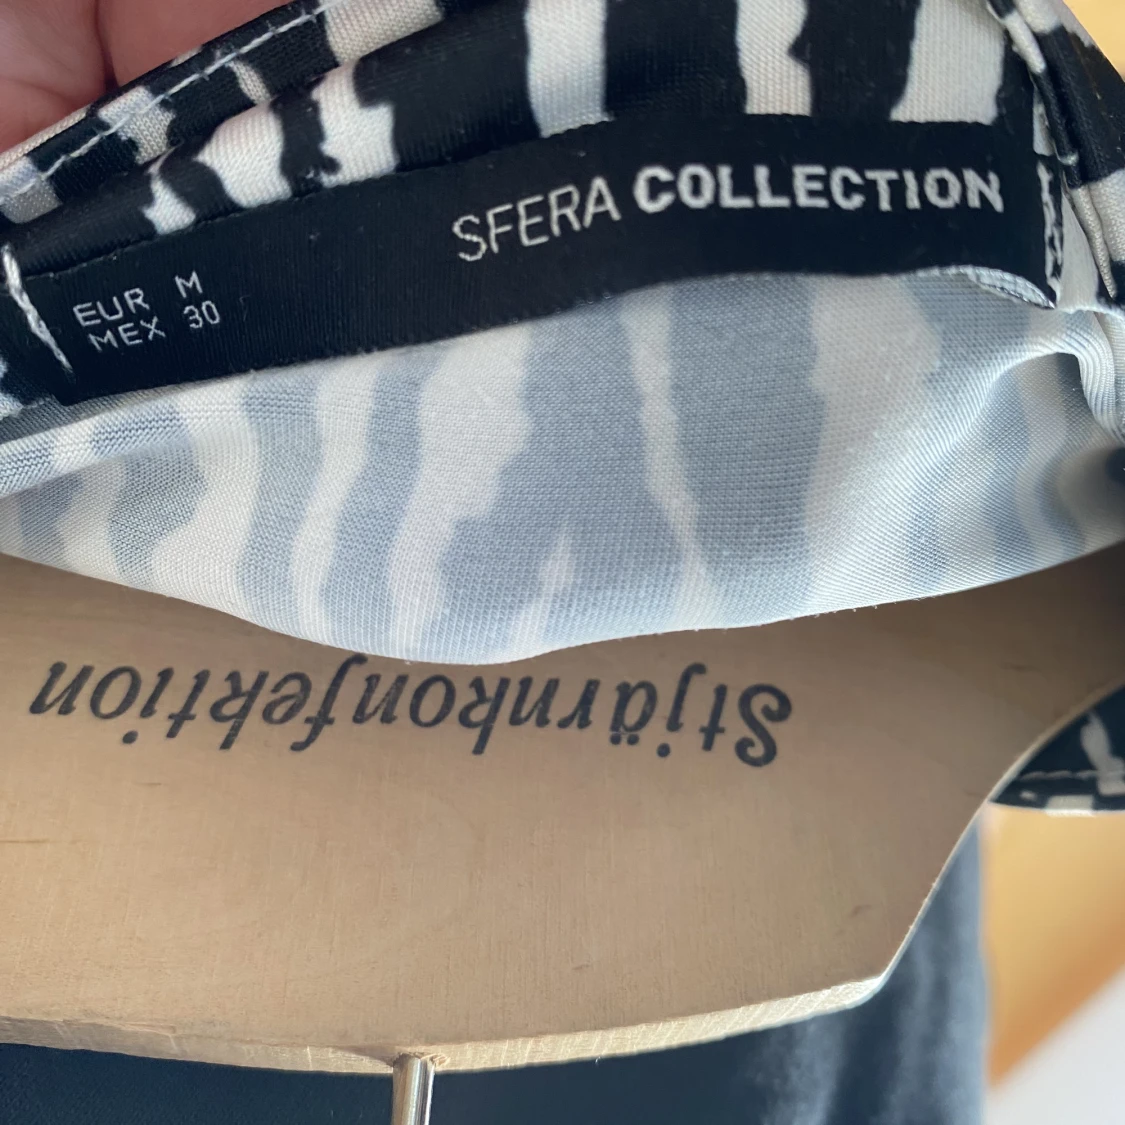 SFERA COLLECTION
EUR M
MEX 30
Stjärnkonfektion